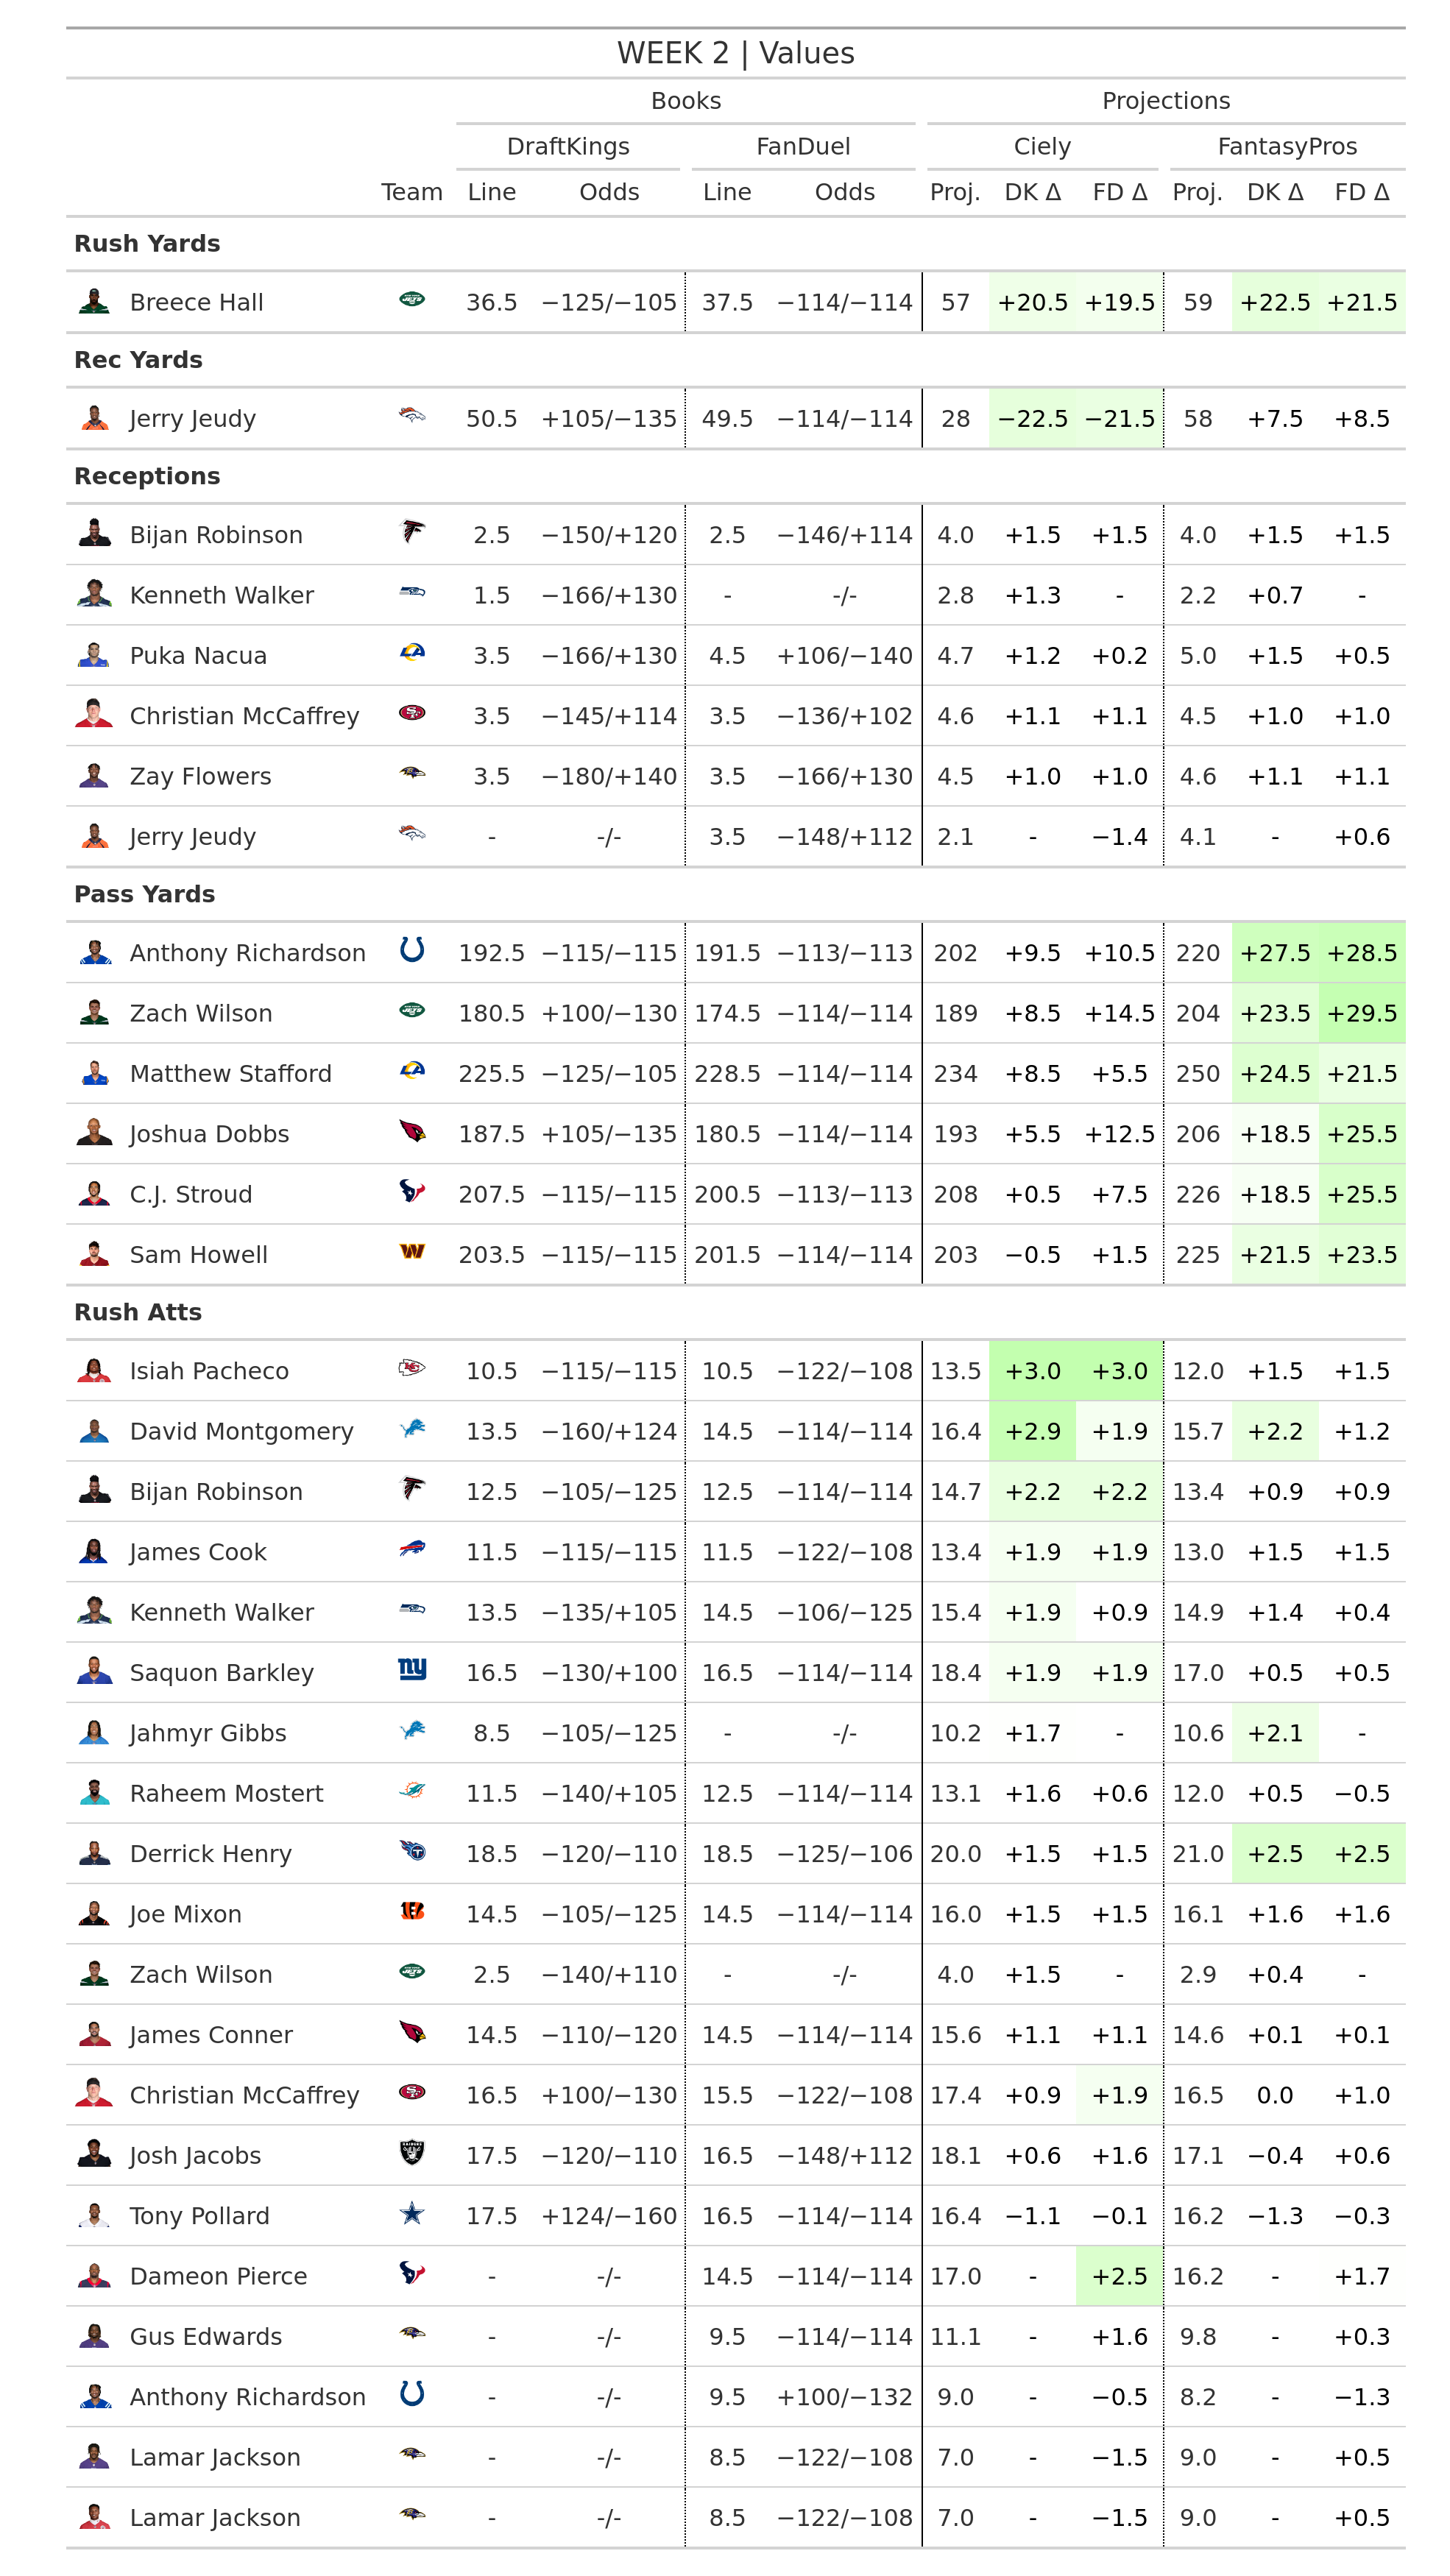 WEEK 2 | Values
Books Projections
DraftKings FanDuel Ciely FantasyPros
Team Line Odds Line Odds Proj. DK Δ FD Δ Proj. DK Δ FD Δ
Rush Yards
Breece Hall 36.5 −125/−105 37.5 −114/−114 57 +20.5 +19.5 59 +22.5 +21.5
Rec Yards
Jerry Jeudy 50.5 +105/−135 49.5 −114/−114 28 −22.5 −21.5 58 +7.5 +8.5
Receptions
Bijan Robinson 2.5 −150/+120 2.5 −146/+114 4.0 +1.5 +1.5 4.0 +1.5 +1.5
Kenneth Walker 1.5 −166/+130 - -/- 2.8 +1.3 - 2.2 +0.7 -
Puka Nacua 3.5 −166/+130 4.5 +106/−140 4.7 +1.2 +0.2 5.0 +1.5 +0.5
Christian McCaffrey 3.5 −145/+114 3.5 −136/+102 4.6 +1.1 +1.1 4.5 +1.0 +1.0
Zay Flowers 3.5 −180/+140 3.5 −166/+130 4.5 +1.0 +1.0 4.6 +1.1 +1.1
Jerry Jeudy - -/- 3.5 −148/+112 2.1 - −1.4 4.1 - +0.6
Pass Yards
Anthony Richardson 192.5 −115/−115 191.5 −113/−113 202 +9.5 +10.5 220 +27.5 +28.5
Zach Wilson 180.5 +100/−130 174.5 −114/−114 189 +8.5 +14.5 204 +23.5 +29.5
Matthew Stafford 225.5 −125/−105 228.5 −114/−114 234 +8.5 +5.5 250 +24.5 +21.5
Joshua Dobbs 187.5 +105/−135 180.5 −114/−114 193 +5.5 +12.5 206 +18.5 +25.5
C.J. Stroud 207.5 −115/−115 200.5 −113/−113 208 +0.5 +7.5 226 +18.5 +25.5
Sam Howell 203.5 −115/−115 201.5 −114/−114 203 −0.5 +1.5 225 +21.5 +23.5
Rush Atts
Isiah Pacheco 10.5 −115/−115 10.5 −122/−108 13.5 +3.0 +3.0 12.0 +1.5 +1.5
David Montgomery 13.5 −160/+124 14.5 −114/−114 16.4 +2.9 +1.9 15.7 +2.2 +1.2
Bijan Robinson 12.5 −105/−125 12.5 −114/−114 14.7 +2.2 +2.2 13.4 +0.9 +0.9
James Cook 11.5 −115/−115 11.5 −122/−108 13.4 +1.9 +1.9 13.0 +1.5 +1.5
Kenneth Walker 13.5 −135/+105 14.5 −106/−125 15.4 +1.9 +0.9 14.9 +1.4 +0.4
Saquon Barkley 16.5 −130/+100 16.5 −114/−114 18.4 +1.9 +1.9 17.0 +0.5 +0.5
Jahmyr Gibbs 8.5 −105/−125 - -/- 10.2 +1.7 - 10.6 +2.1 -
Raheem Mostert 11.5 −140/+105 12.5 −114/−114 13.1 +1.6 +0.6 12.0 +0.5 −0.5
Derrick Henry 18.5 −120/−110 18.5 −125/−106 20.0 +1.5 +1.5 21.0 +2.5 +2.5
Joe Mixon 14.5 −105/−125 14.5 −114/−114 16.0 +1.5 +1.5 16.1 +1.6 +1.6
Zach Wilson 2.5 −140/+110 - -/- 4.0 +1.5 - 2.9 +0.4 -
James Conner 14.5 −110/−120 14.5 −114/−114 15.6 +1.1 +1.1 14.6 +0.1 +0.1
Christian McCaffrey 16.5 +100/−130 15.5 −122/−108 17.4 +0.9 +1.9 16.5 0.0 +1.0
Josh Jacobs 17.5 −120/−110 16.5 −148/+112 18.1 +0.6 +1.6 17.1 −0.4 +0.6
Tony Pollard 17.5 +124/−160 16.5 −114/−114 16.4 −1.1 −0.1 16.2 −1.3 −0.3
Dameon Pierce - -/- 14.5 −114/−114 17.0 - +2.5 16.2 - +1.7
Gus Edwards - -/- 9.5 −114/−114 11.1 - +1.6 9.8 - +0.3
Anthony Richardson - -/- 9.5 +100/−132 9.0 - −0.5 8.2 - −1.3
Lamar Jackson - -/- 8.5 −122/−108 7.0 - −1.5 9.0 - +0.5
Lamar Jackson - -/- 8.5 −122/−108 7.0 - −1.5 9.0 - +0.5